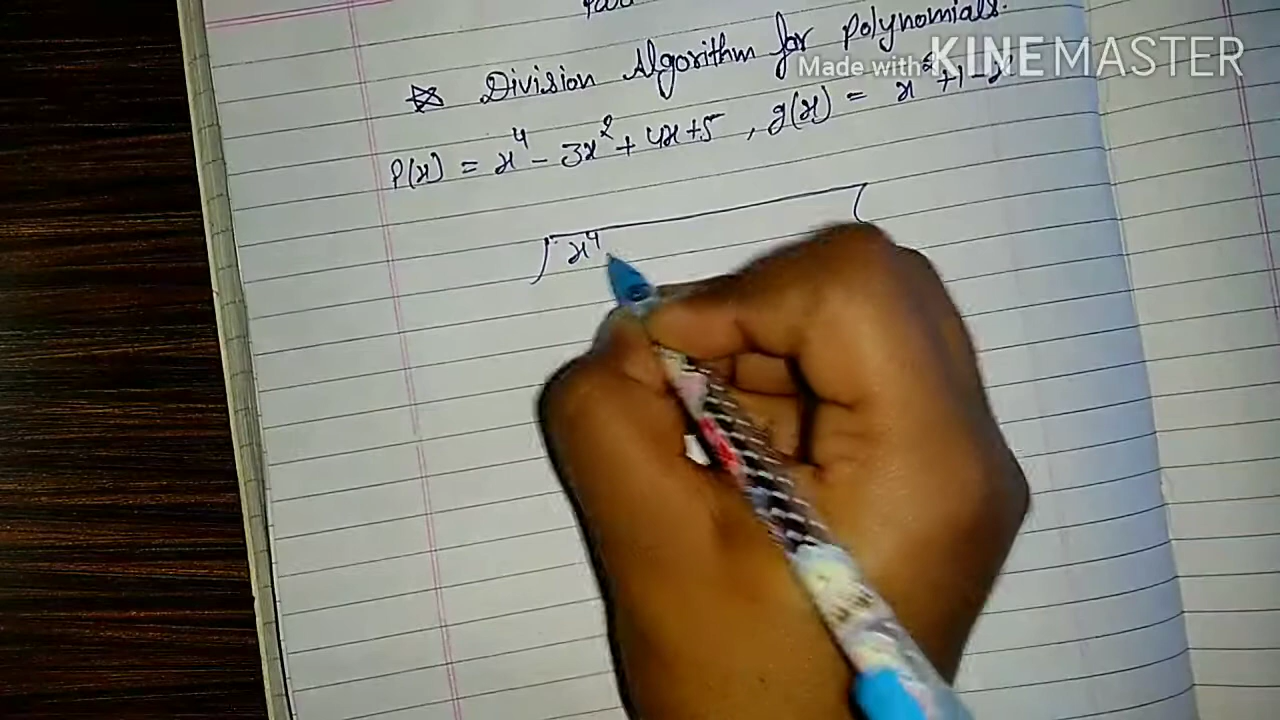 ☆ Division Algorithm for polynomials.
Made with KINEMASTER
P(x) = x⁴ - 3x² + 4x + 5 , g(x) = x² + 1 - x
x⁴